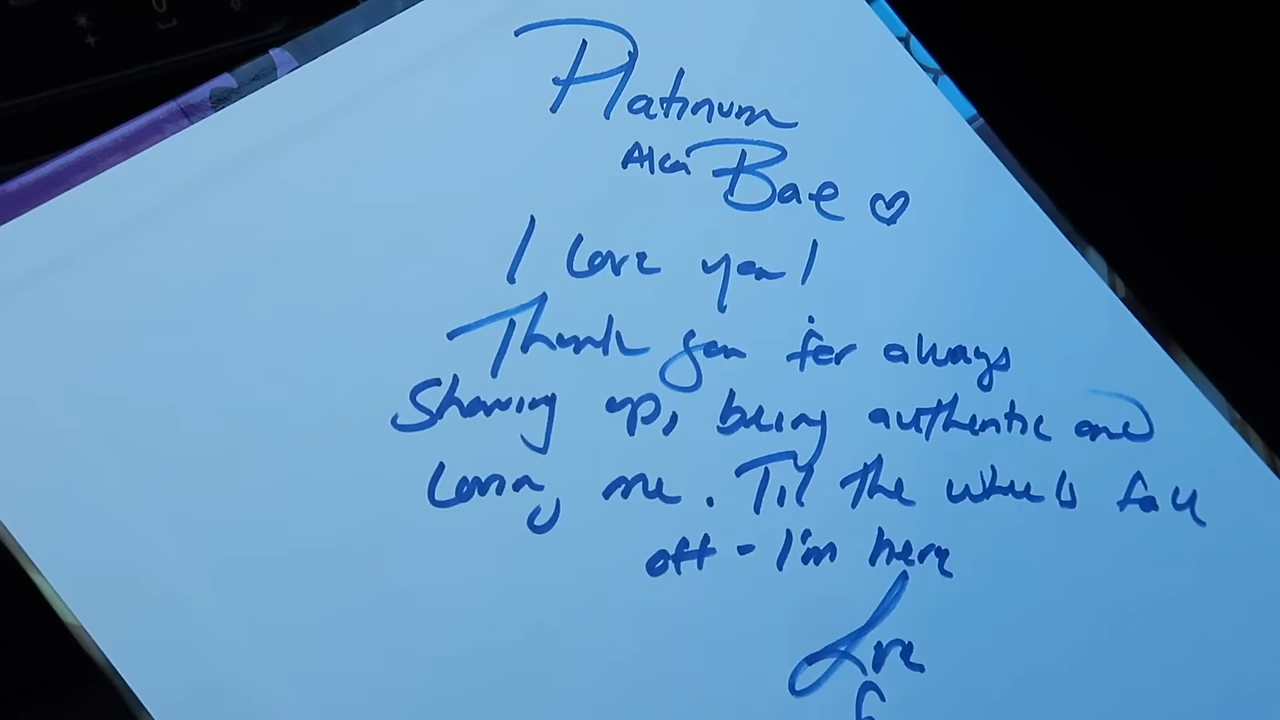 Platinum
Aka Bae ♡
I love you!
Thank you for always
Showing up, being authentic and
loving me. Til the wheels fall
off - I'm here
Love